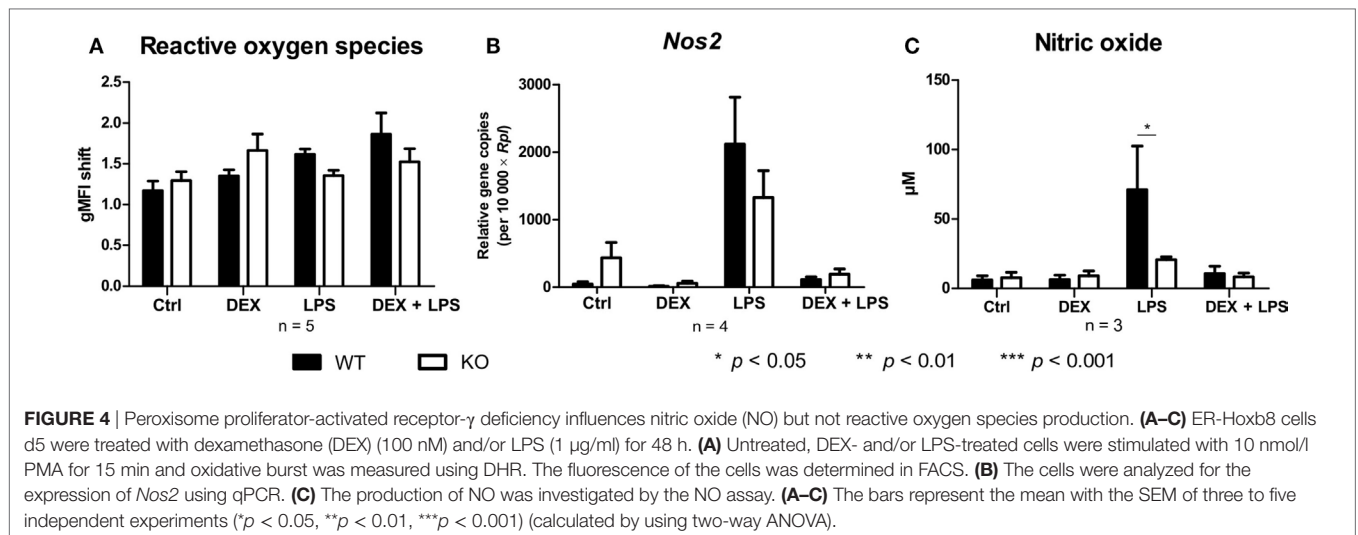 A Reactive oxygen species
gMFI shift
2.5
2.0
1.5
1.0
0.5
0.0
Ctrl DEX LPS DEX + LPS
n = 5
B Nos2
Relative gene copies
(per 10 000 × Rpl)
3000
2000
1000
0
Ctrl DEX LPS DEX + LPS
n = 4
C Nitric oxide
µM
150
100
50
0
*
Ctrl DEX LPS DEX + LPS
n = 3
WT KO
* p < 0.05 ** p < 0.01 *** p < 0.001
FIGURE 4 | Peroxisome proliferator-activated receptor-γ deficiency influences nitric oxide (NO) but not reactive oxygen species production. (A–C) ER-Hoxb8 cells
d5 were treated with dexamethasone (DEX) (100 nM) and/or LPS (1 µg/ml) for 48 h. (A) Untreated, DEX- and/or LPS-treated cells were stimulated with 10 nmol/l
PMA for 15 min and oxidative burst was measured using DHR. The fluorescence of the cells was determined in FACS. (B) The cells were analyzed for the
expression of Nos2 using qPCR. (C) The production of NO was investigated by the NO assay. (A–C) The bars represent the mean with the SEM of three to five
independent experiments (*p < 0.05, **p < 0.01, ***p < 0.001) (calculated by using two-way ANOVA).